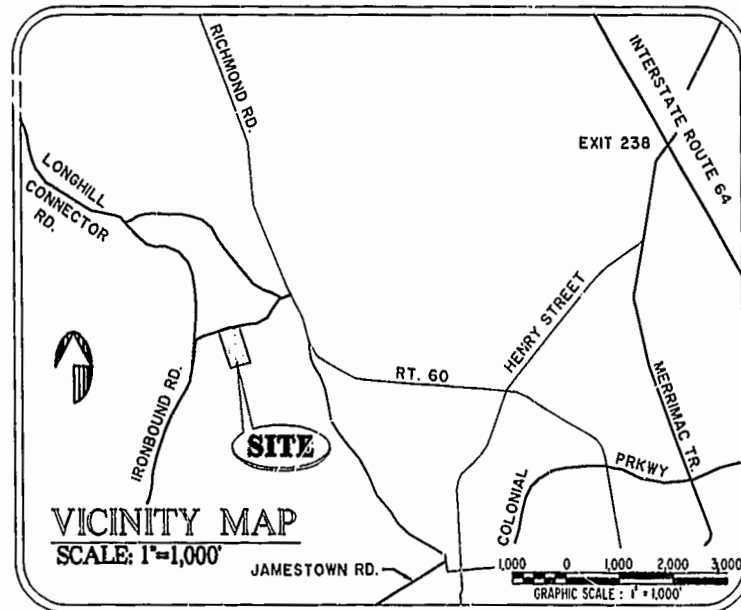 RICHMOND RD.
INTERSTATE ROUTE 64
EXIT 238
LONGHILL
CONNECTOR
RD.
HENRY STREET
RT. 60
MERRIMAC TR.
IRONBOUND RD.
SITE
COLONIAL
PRKWY
VICINITY MAP
SCALE: 1"=1,000'
JAMESTOWN RD.
1,000 0 1,000 2,000 3,000
GRAPHIC SCALE : 1" = 1,000'